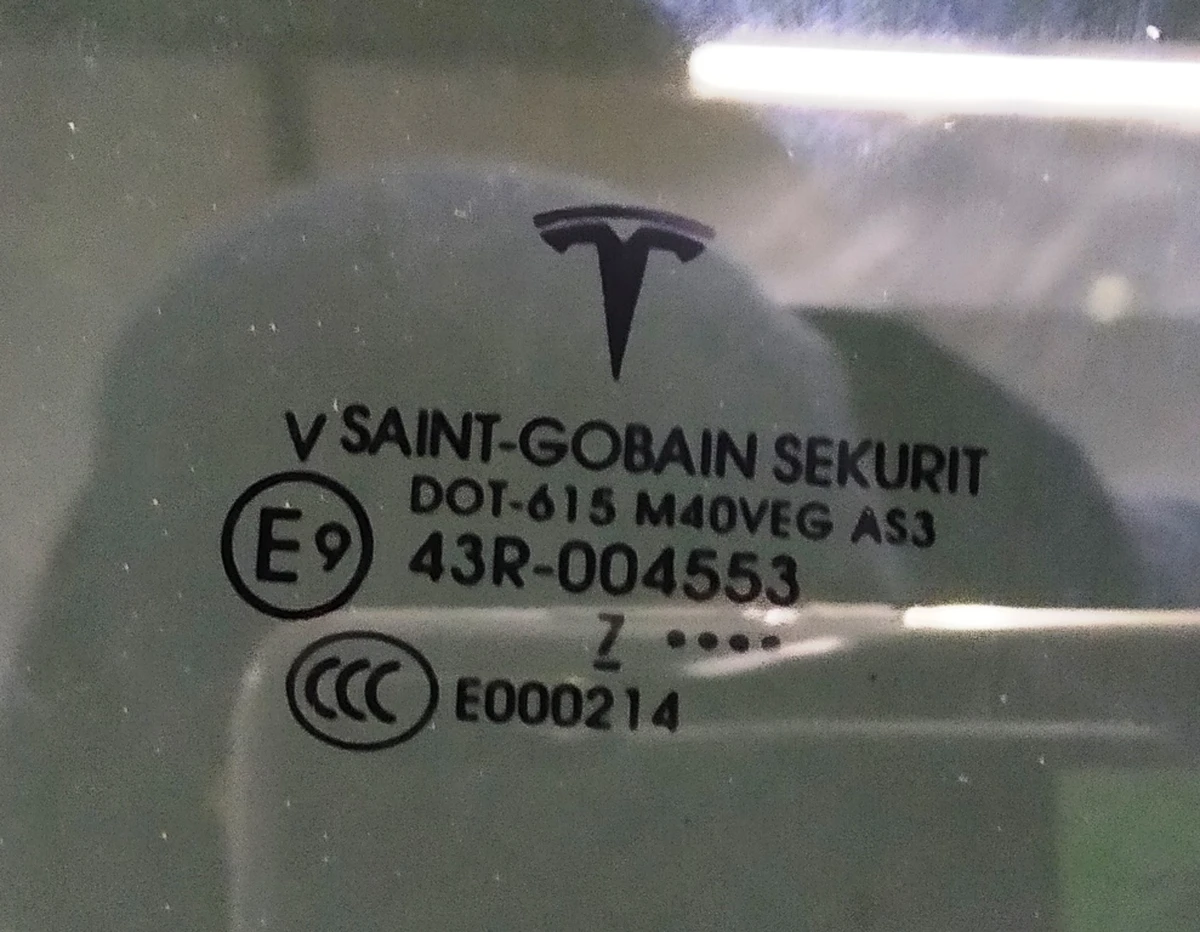 V SAINT-GOBAIN SEKURIT
DOT-615 M40VEG AS3
E9 43R-004553
Z ••••
CCC E000214